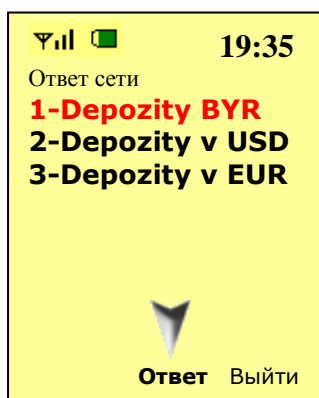 19:35
Ответ сети
1-Depozity BYR
2-Depozity v USD
3-Depozity v EUR
Ответ Выйти